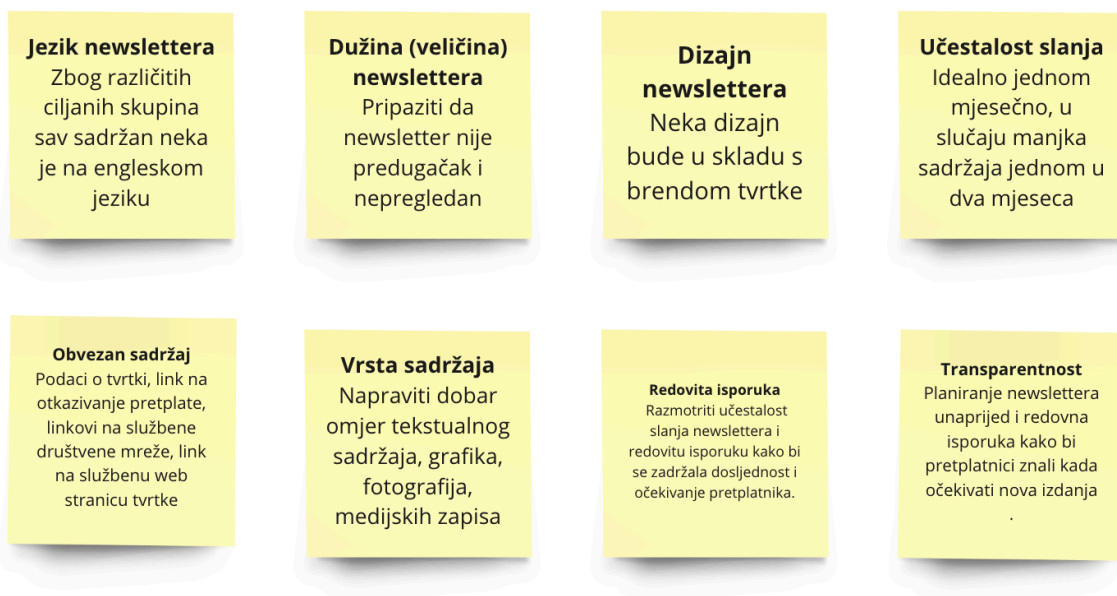 Jezik newslettera
Zbog različitih
ciljanih skupina
sav sadržan neka
je na engleskom
jeziku
Dužina (veličina)
newslettera
Pripaziti da
newsletter nije
predugačak i
nepregledan
Dizajn
newslettera
Neka dizajn
bude u skladu s
brendom tvrtke
Učestalost slanja
Idealno jednom
mjesečno, u
slučaju manjka
sadržaja jednom u
dva mjeseca
Obvezan sadržaj
Podaci o tvrtki, link na
otkazivanje pretplate,
linkovi na službene
društvene mreže, link
na službenu web
stranicu tvrtke
Vrsta sadržaja
Napraviti dobar
omjer tekstualnog
sadržaja, grafika,
fotografija,
medijskih zapisa
Redovita isporuka
Razmotriti učestalost
slanja newslettera i
redovitu isporuku kako bi
se zadržala dosljednost i
očekivanje pretplatnika.
Transparentnost
Planiranje newslettera
unaprijed i redovna
isporuka kako bi
pretplatnici znali kada
očekivati nova izdanja
.